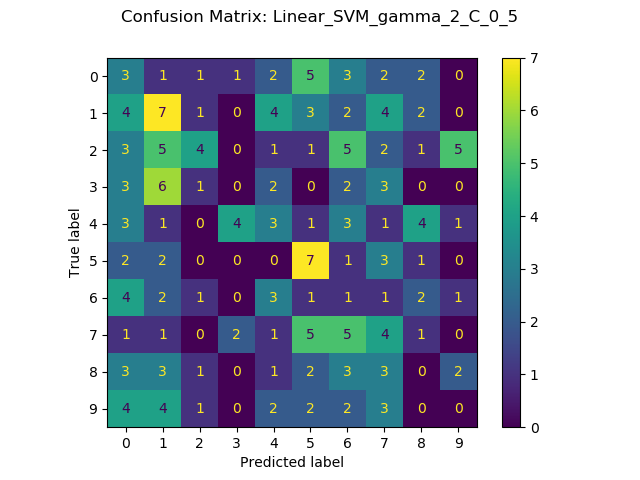 Confusion Matrix: Linear_SVM_gamma_2_C_0_5
True label
0 3 1 1 1 2 5 3 2 2 0
1 4 7 1 0 4 3 2 4 2 0
2 3 5 4 0 1 1 5 2 1 5
3 3 6 1 0 2 0 2 3 0 0
4 3 1 0 4 3 1 3 1 4 1
5 2 2 0 0 0 7 1 3 1 0
6 4 2 1 0 3 1 1 1 2 1
7 1 1 0 2 1 5 5 4 1 0
8 3 3 1 0 1 2 3 3 0 2
9 4 4 1 0 2 2 2 3 0 0
0 1 2 3 4 5 6 7 8 9
Predicted label
7
6
5
4
3
2
1
0